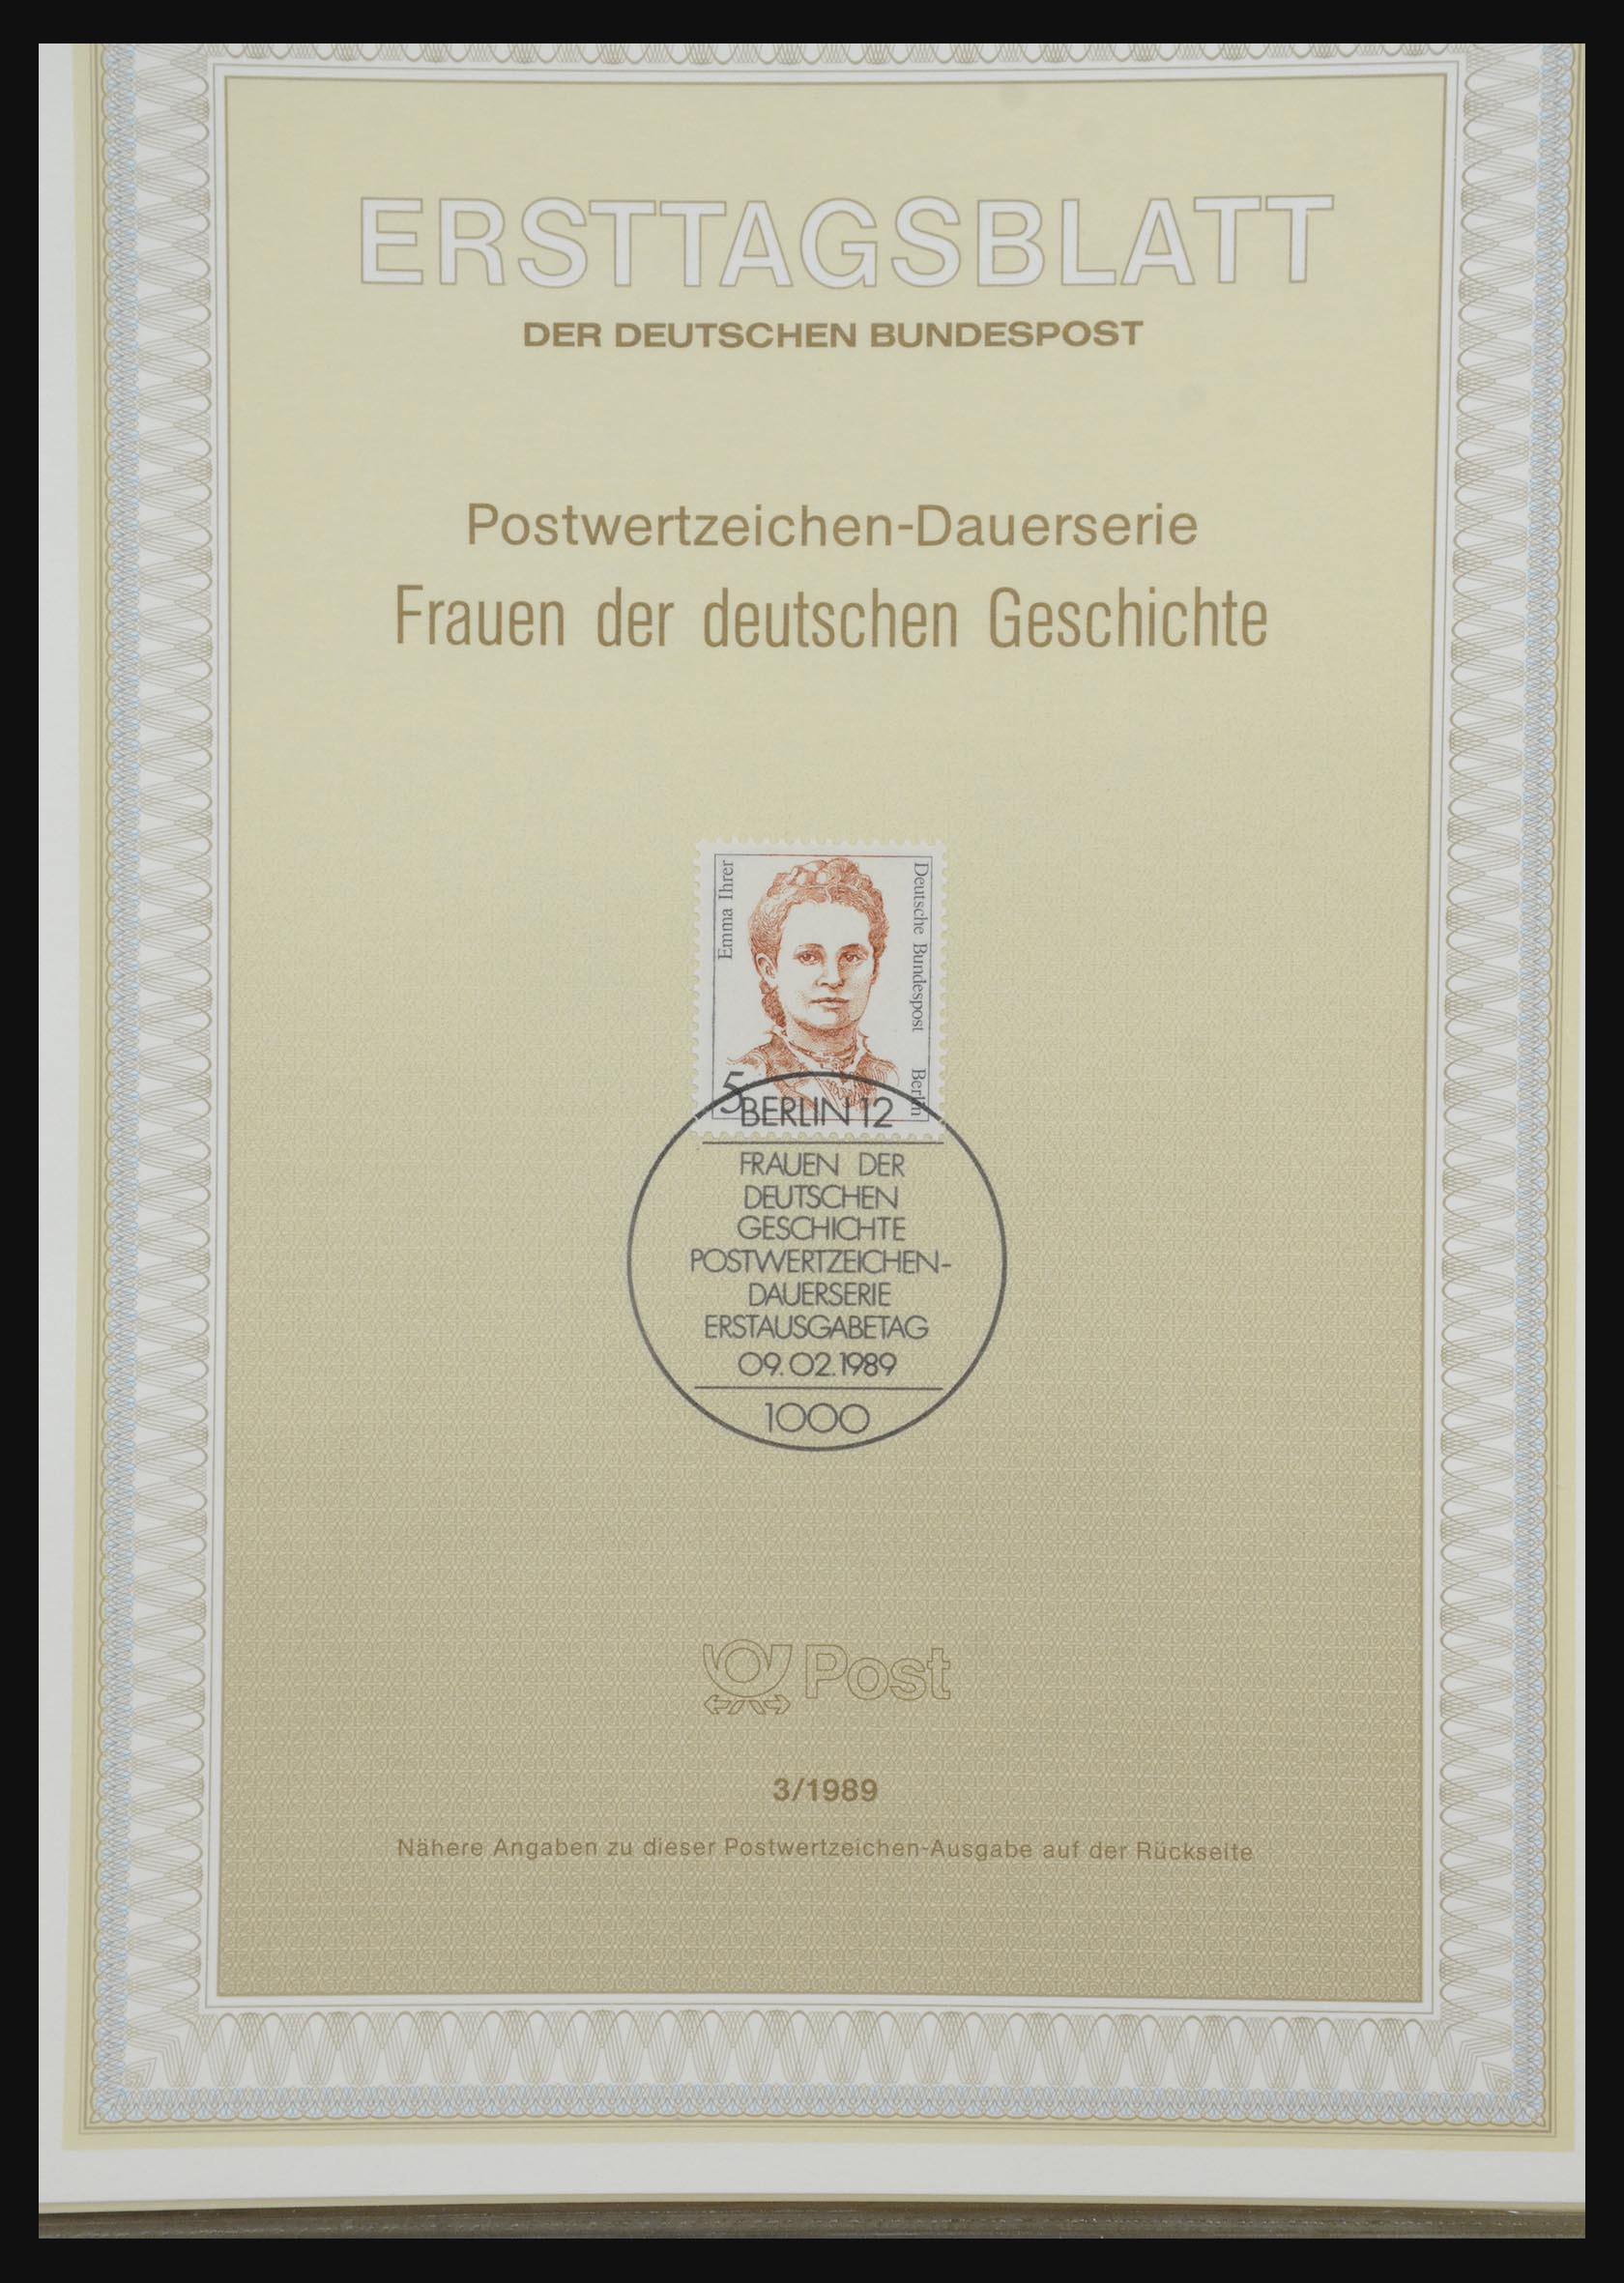 ERSTTAGSBLATT
DER DEUTSCHEN BUNDESPOST
Postwertzeichen-Dauerserie
Frauen der deutschen Geschichte
Emma Ihrer
Deutsche Bundespost Berlin
5
BERLIN 12
FRAUEN DER
DEUTSCHEN
GESCHICHTE
POSTWERTZEICHEN-
DAUERSERIE
ERSTAUSGABETAG
09.02.1989
1000
Post
3/1989
Nähere Angaben zu dieser Postwertzeichen-Ausgabe auf der Rückseite